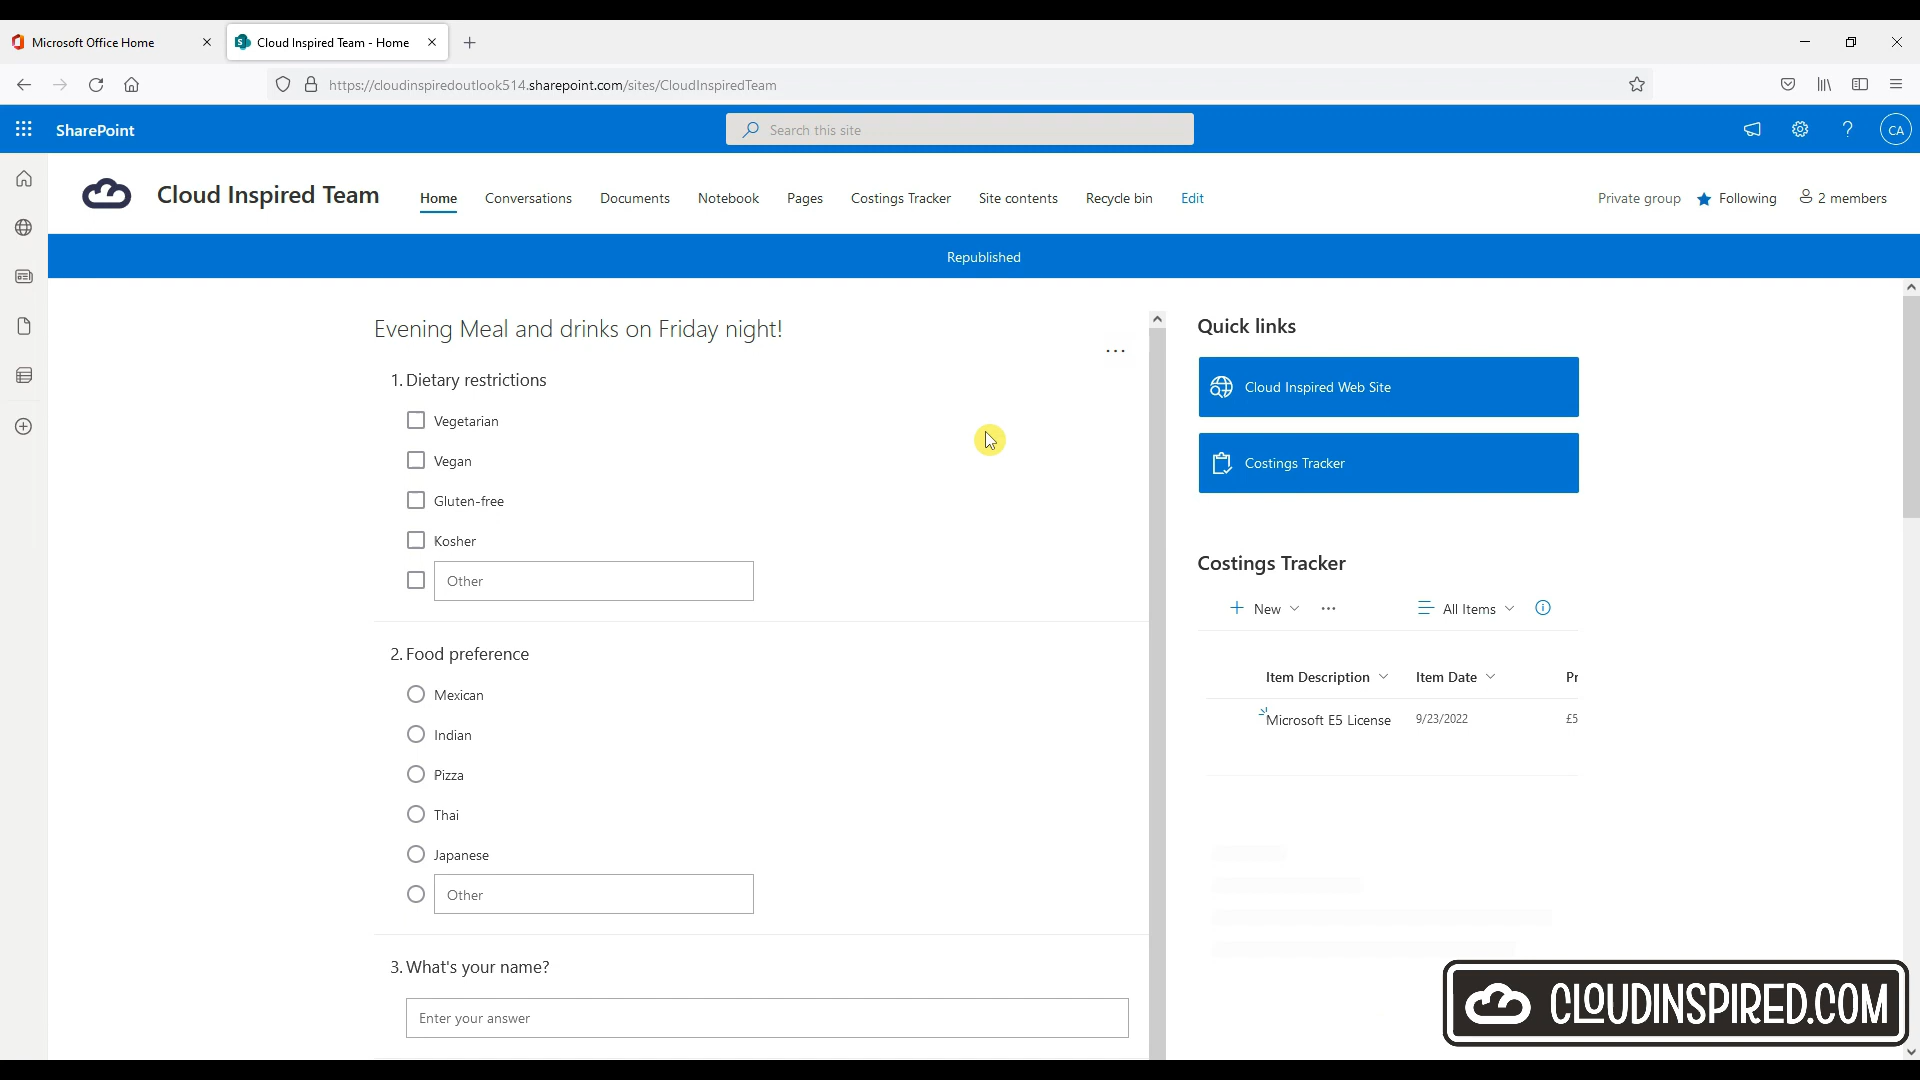 Microsoft Office Home
Cloud Inspired Team - Home
https://cloudinspiredoutlook514.sharepoint.com/sites/CloudInspiredTeam
SharePoint
Search this site
CA
Cloud Inspired Team
Home
Conversations
Documents
Notebook
Pages
Costings Tracker
Site contents
Recycle bin
Edit
Private group
Following
2 members
Republished
Evening Meal and drinks on Friday night!
1. Dietary restrictions
Vegetarian
Vegan
Gluten-free
Kosher
Other
2. Food preference
Mexican
Indian
Pizza
Thai
Japanese
Other
3. What's your name?
Enter your answer
Quick links
Cloud Inspired Web Site
Costings Tracker
Costings Tracker
New
All Items
Item Description
Item Date
Pr
Microsoft E5 License
9/23/2022
£5
CLOUDINSPIRED.COM